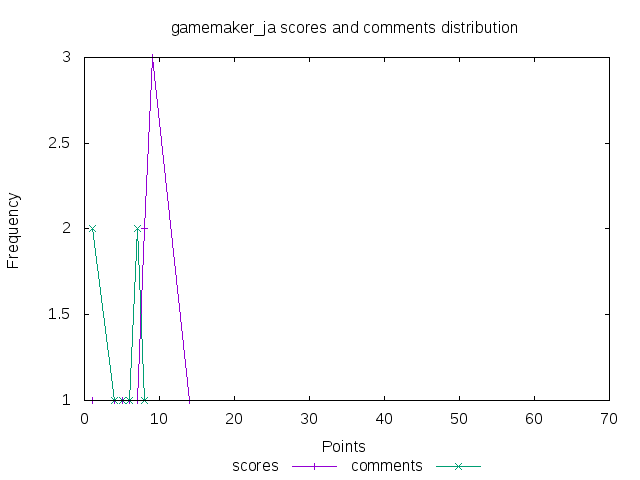 gamemaker_ja scores and comments distribution
3
2.5
2
1.5
1
Frequency
0 10 20 30 40 50 60 70
Points
scores comments